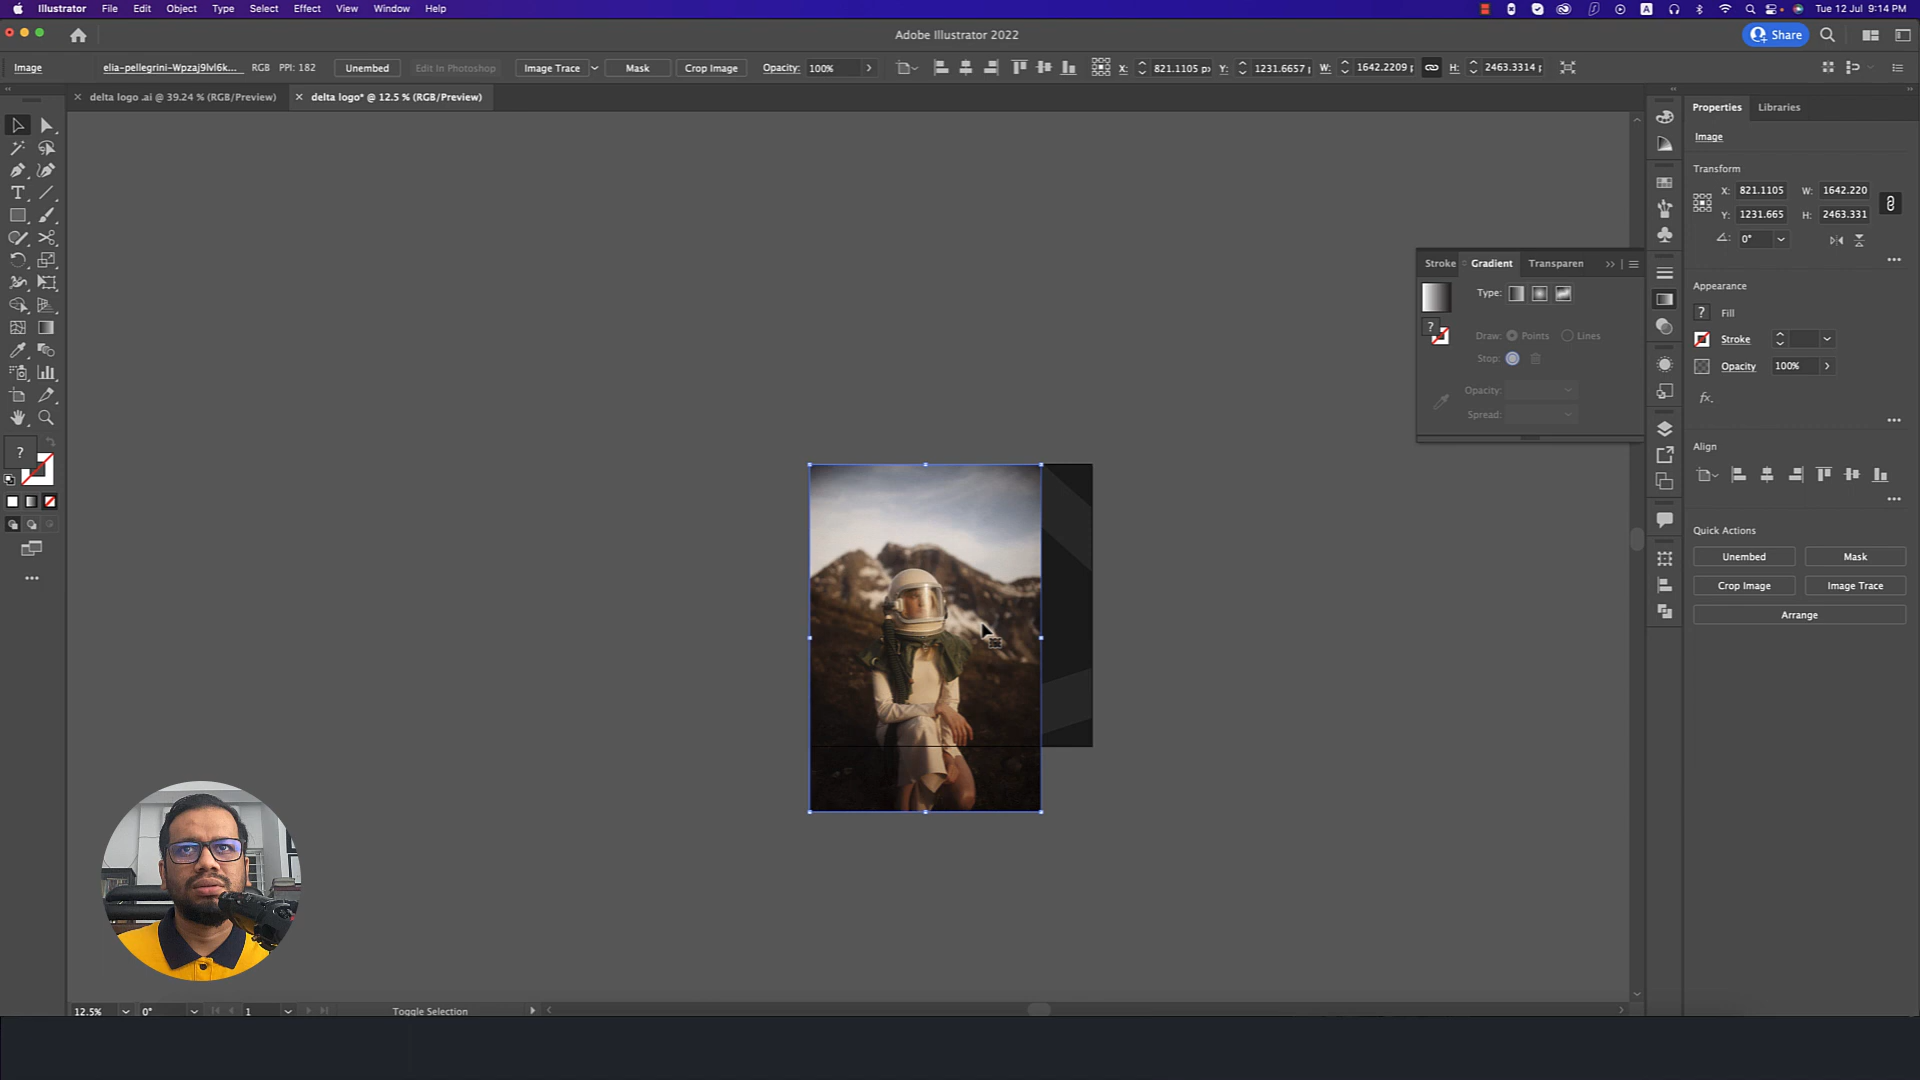 Illustrator File Edit Object Type Select Effect View Window Help
A Tue 12 Jul 9:14 PM
Adobe Illustrator 2022
Share
Image elia-pellegrini-Wpzaj9lvl6k... RGB PPI: 182 Unembed Edit In Photoshop Image Trace Mask Crop Image Opacity: 100% X: 821.1105 px Y: 1231.6657 W: 1642.2209 H: 2463.3314
delta logo .ai @ 39.24 % (RGB/Preview)
delta logo* @ 12.5 % (RGB/Preview)
Properties Libraries
Image
Transform
X: 821.1105 W: 1642.220
Y: 1231.665 H: 2463.331
0°
Appearance
? Fill
Stroke
Opacity 100%
fx.
Align
Quick Actions
Unembed Mask
Crop Image Image Trace
Arrange
Stroke Gradient Transparen
Type:
?
Draw: Points Lines
Stop:
Opacity:
Spread:
T
?
12.5% 0° 1 Toggle Selection